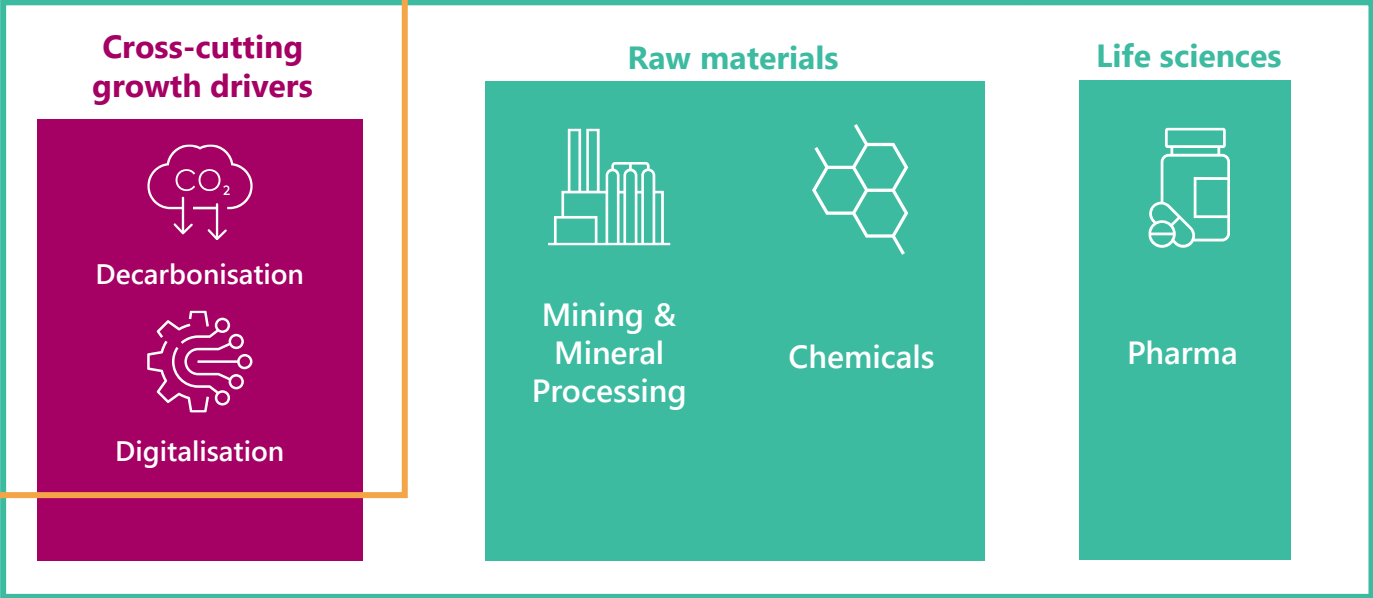 Cross-cutting
growth drivers
CO₂
Decarbonisation
Digitalisation
Raw materials
Mining &
Mineral
Processing
Chemicals
Life sciences
Pharma